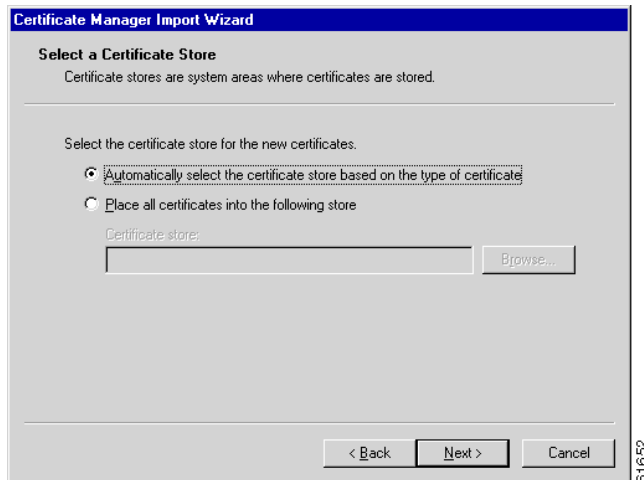 Certificate Manager Import Wizard
Select a Certificate Store
Certificate stores are system areas where certificates are stored.
Select the certificate store for the new certificates.
Automatically select the certificate store based on the type of certificate
Place all certificates into the following store
Certificate store:
Browse...
< Back
Next >
Cancel
61652